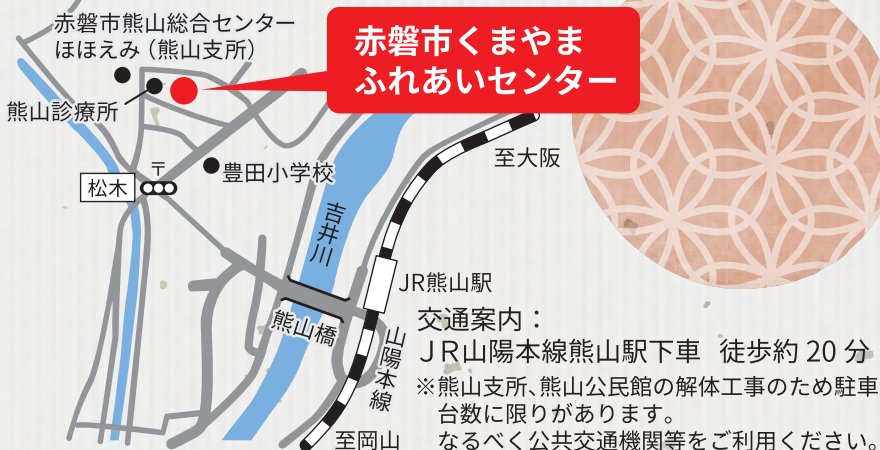 赤磐市熊山総合センター
ほほえみ（熊山支所）
赤磐市くまやま
ふれあいセンター
熊山診療所
〒
松木
豊田小学校
至大阪
吉井川
JR熊山駅
熊山橋
山陽本線
至岡山
交通案内：
ＪＲ山陽本線熊山駅下車 徒歩約 20 分
※熊山支所、熊山公民館の解体工事のため駐車
台数に限りがあります。
なるべく公共交通機関等をご利用ください。